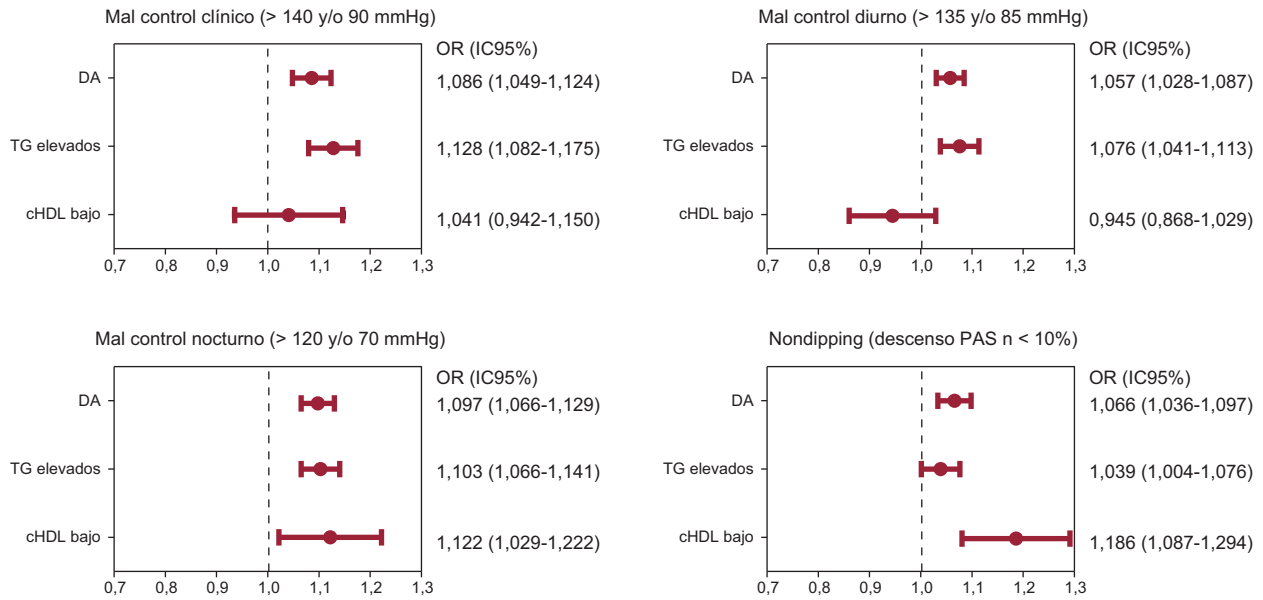 Mal control clínico (> 140 y/o 90 mmHg)
OR (IC95%)
DA
1,086 (1,049-1,124)
TG elevados
1,128 (1,082-1,175)
cHDL bajo
1,041 (0,942-1,150)
0,7 0,8 0,9 1,0 1,1 1,2 1,3
Mal control diurno (> 135 y/o 85 mmHg)
OR (IC95%)
DA
1,057 (1,028-1,087)
TG elevados
1,076 (1,041-1,113)
cHDL bajo
0,945 (0,868-1,029)
0,7 0,8 0,9 1,0 1,1 1,2 1,3
Mal control nocturno (> 120 y/o 70 mmHg)
OR (IC95%)
DA
1,097 (1,066-1,129)
TG elevados
1,103 (1,066-1,141)
cHDL bajo
1,122 (1,029-1,222)
0,7 0,8 0,9 1,0 1,1 1,2 1,3
Nondipping (descenso PAS n < 10%)
OR (IC95%)
DA
1,066 (1,036-1,097)
TG elevados
1,039 (1,004-1,076)
cHDL bajo
1,186 (1,087-1,294)
0,7 0,8 0,9 1,0 1,1 1,2 1,3